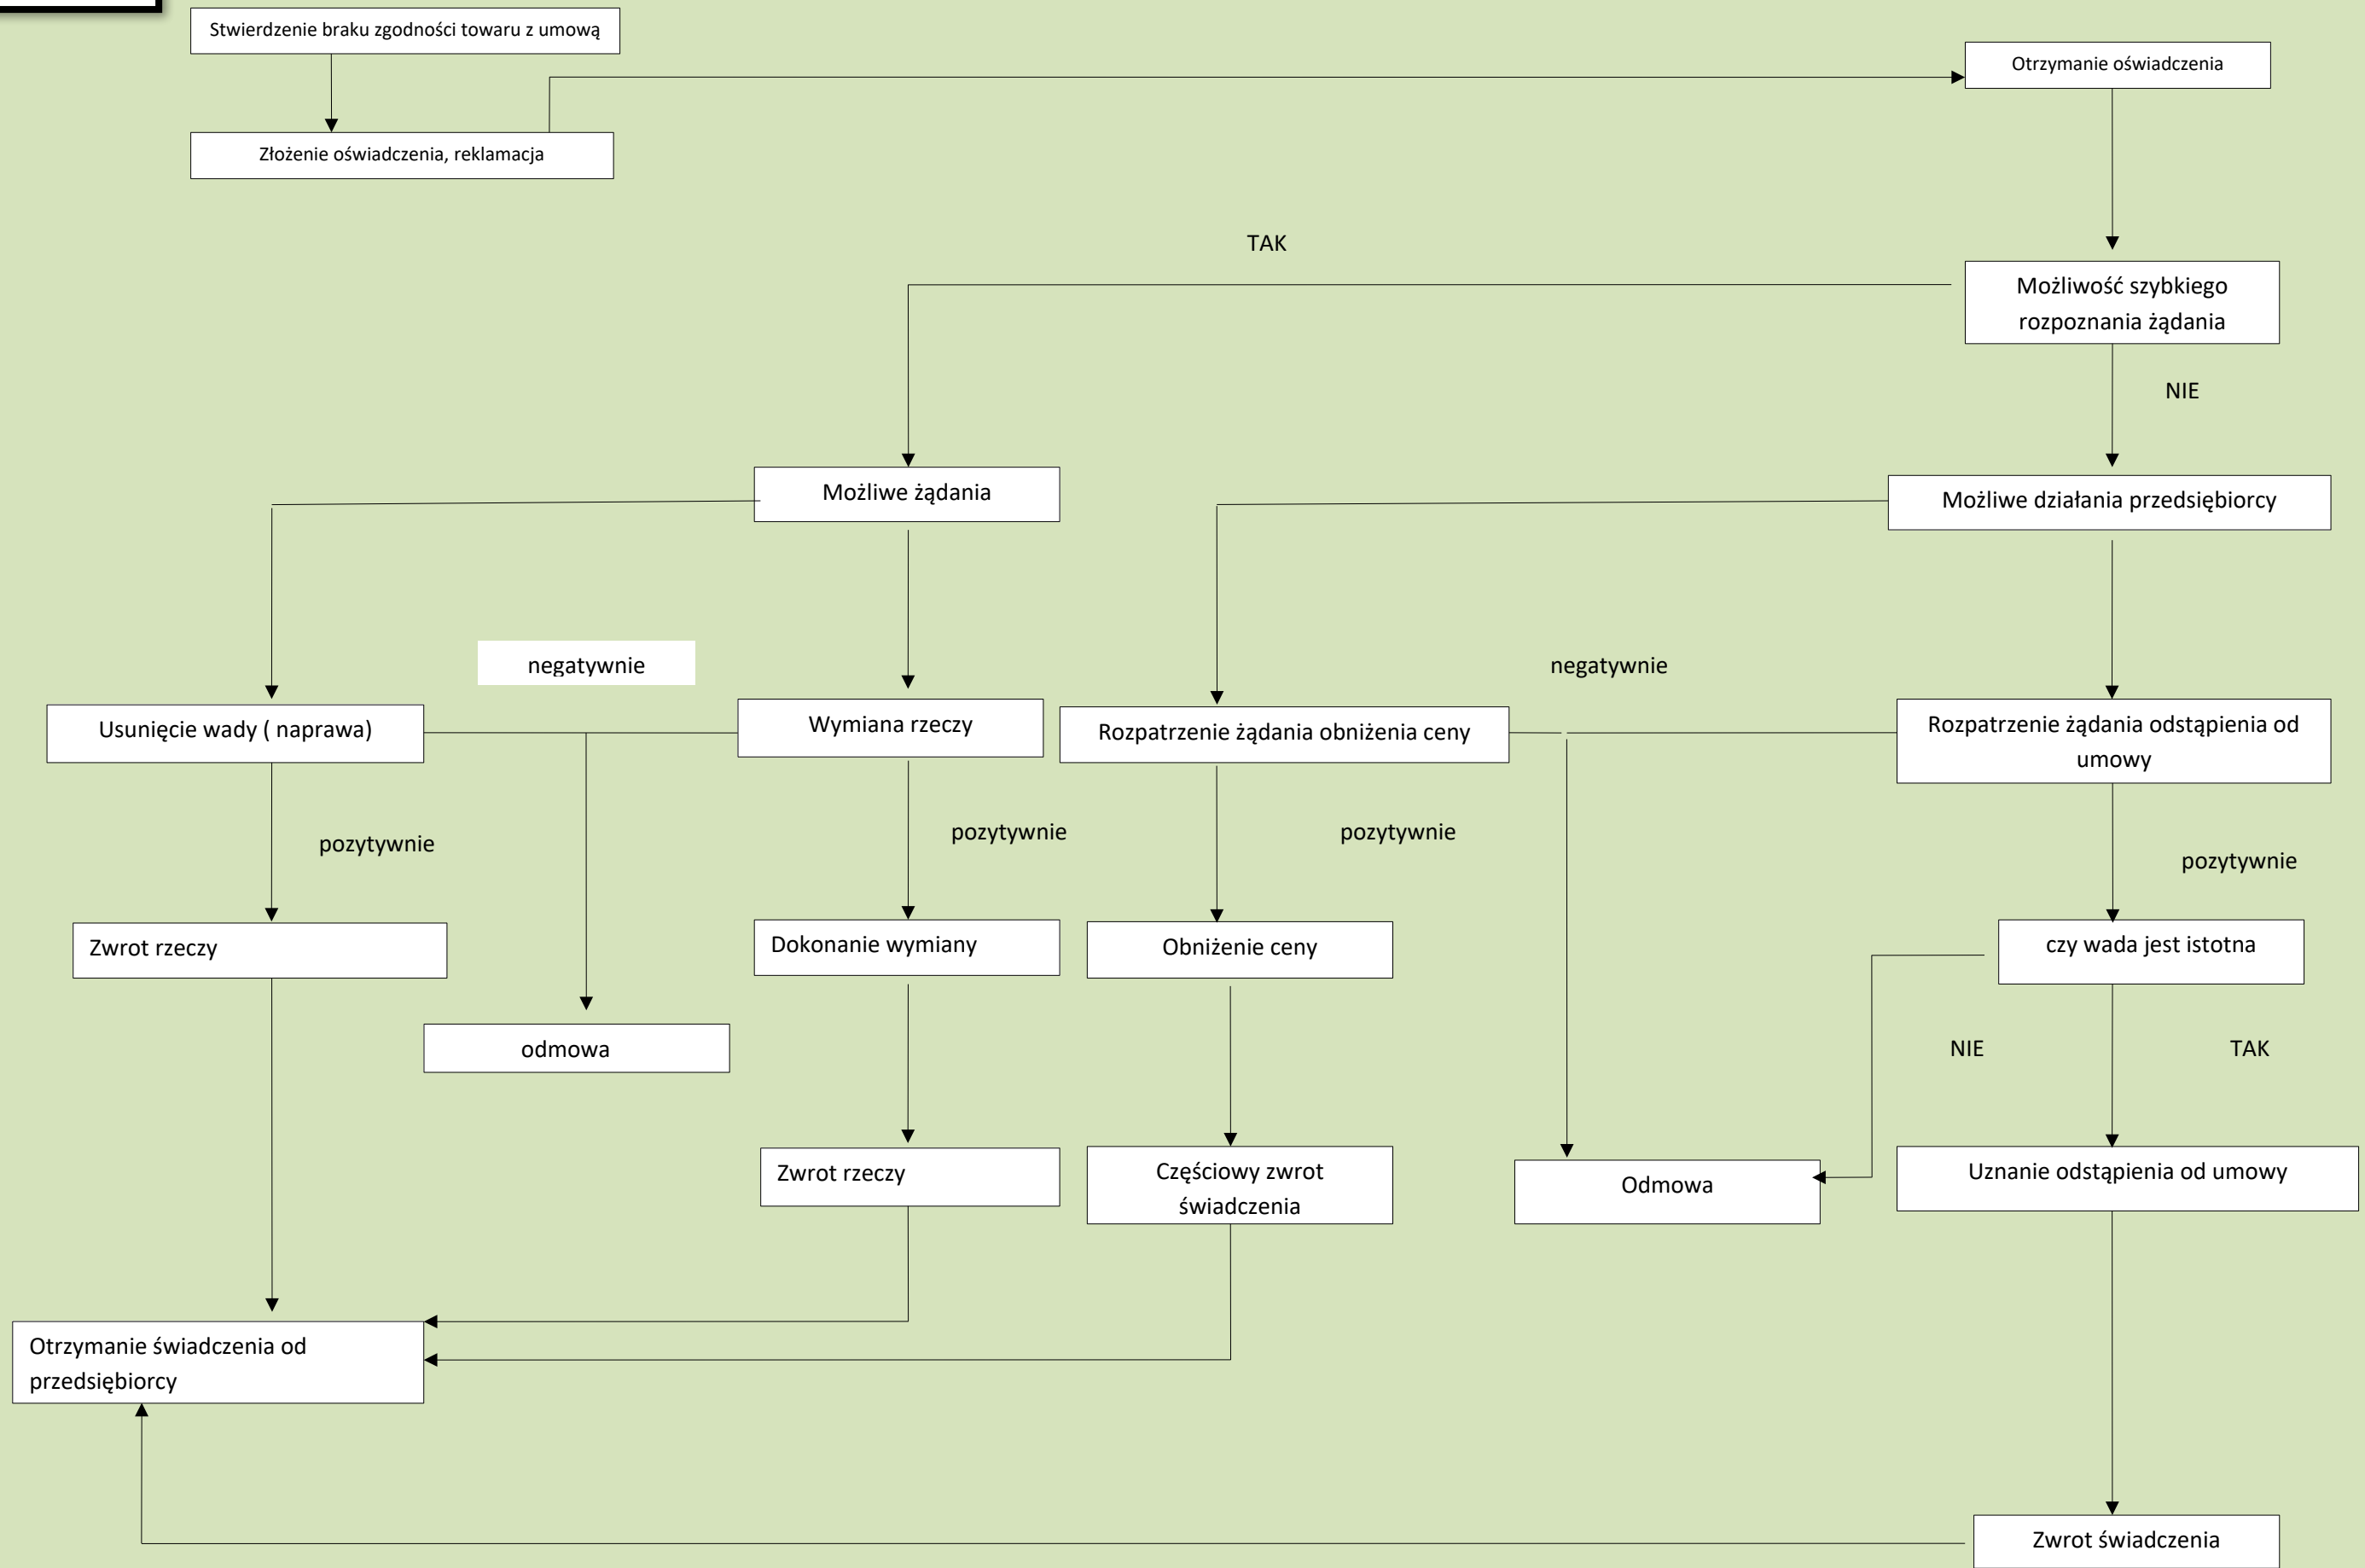 Stwierdzenie braku zgodności towaru z umową
Otrzymanie oświadczenia
Złożenie oświadczenia, reklamacja
TAK
Możliwość szybkiego
rozpoznania żądania
NIE
Możliwe żądania
Możliwe działania przedsiębiorcy
negatywnie
negatywnie
Usunięcie wady ( naprawa)
Wymiana rzeczy
Rozpatrzenie żądania obniżenia ceny
Rozpatrzenie żądania odstąpienia od
umowy
pozytywnie
pozytywnie
pozytywnie
pozytywnie
Zwrot rzeczy
Dokonanie wymiany
Obniżenie ceny
czy wada jest istotna
odmowa
NIE
TAK
Zwrot rzeczy
Częściowy zwrot
świadczenia
Odmowa
Uznanie odstąpienia od umowy
Otrzymanie świadczenia od
przedsiębiorcy
Zwrot świadczenia